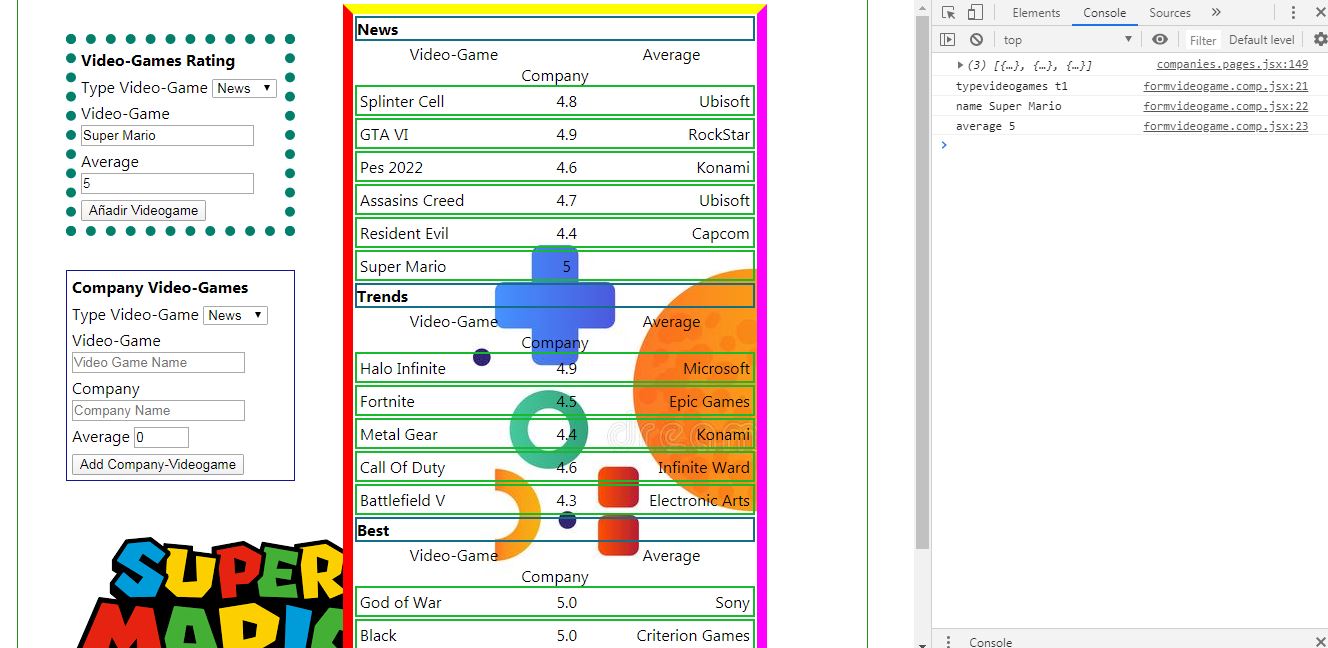 Video-Games Rating
Type Video-Game News
Video-Game
Super Mario
Average
5
Añadir Videogame
Company Video-Games
Type Video-Game News
Video-Game
Video Game Name
Company
Company Name
Average 0
Add Company-Videogame
SUPER
MARIO
News
Video-Game Average
Company
Splinter Cell 4.8 Ubisoft
GTA VI 4.9 RockStar
Pes 2022 4.6 Konami
Assasins Creed 4.7 Ubisoft
Resident Evil 4.4 Capcom
Super Mario 5
Trends
Video-Game Average
Company
Halo Infinite 4.9 Microsoft
Fortnite 4.5 Epic Games
Metal Gear 4.4 Konami
Call Of Duty 4.6 Infinite Ward
Battlefield V 4.3 Electronic Arts
Best
Video-Game Average
Company
God of War 5.0 Sony
Black 5.0 Criterion Games
Elements Console Sources
top Filter Default level
(3) [{…}, {…}, {…}] companies.pages.jsx:149
typevideogames t1 formvideogame.comp.jsx:21
name Super Mario formvideogame.comp.jsx:22
average 5 formvideogame.comp.jsx:23
Console